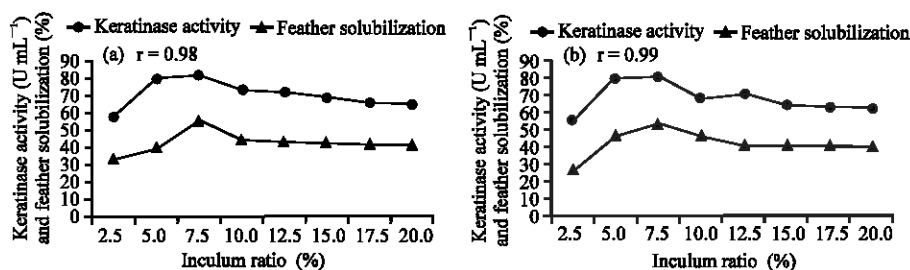 Keratinase activity Feather solubilization
(a) r = 0.98
Keratinase activity (U mL⁻¹)
and feather solubilization (%)
90
80
70
60
50
40
30
20
10
0
2.5 5.0 7.5 10.0 12.5 15.0 17.5 20.0
Inculum ratio (%)
Keratinase activity Feather solubilization
(b) r = 0.99
Keratinase activity (U mL⁻¹)
and feather solubilization (%)
90
80
70
60
50
40
30
20
10
0
2.5 5.0 7.5 10.0 12.5 15.0 17.5 20.0
Inculum ratio (%)